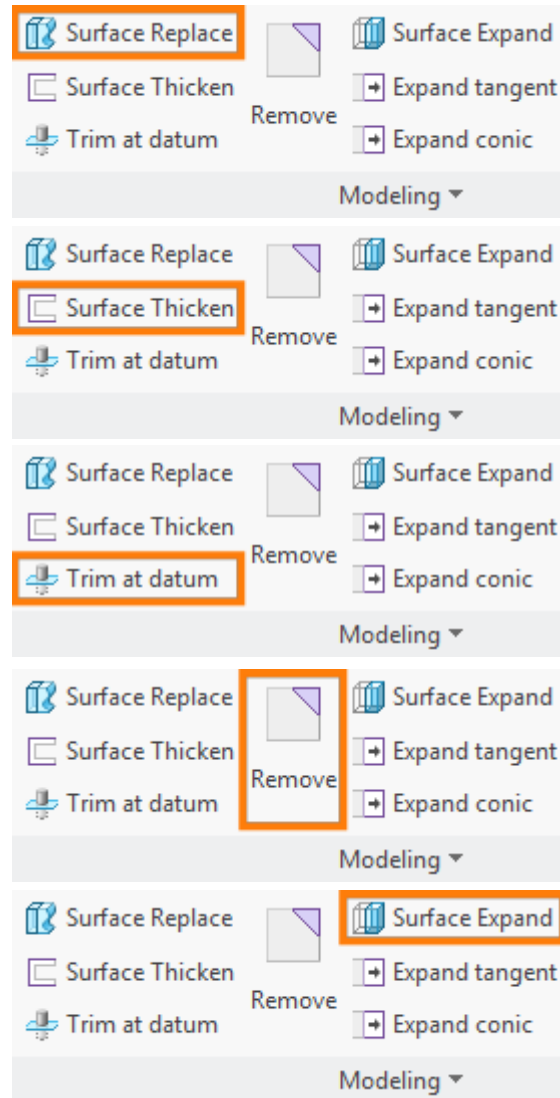 Surface Replace
Surface Expand
Surface Thicken
Remove
Expand tangent
Trim at datum
Expand conic
Modeling
Surface Replace
Surface Expand
Surface Thicken
Remove
Expand tangent
Trim at datum
Expand conic
Modeling
Surface Replace
Surface Expand
Surface Thicken
Remove
Expand tangent
Trim at datum
Expand conic
Modeling
Surface Replace
Surface Expand
Surface Thicken
Remove
Expand tangent
Trim at datum
Expand conic
Modeling
Surface Replace
Surface Expand
Surface Thicken
Remove
Expand tangent
Trim at datum
Expand conic
Modeling